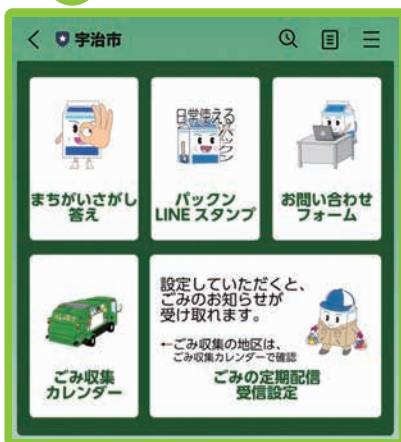 宇治市
まちがいさがし
答え
日常使える
パックン
パックン
LINE スタンプ
お問い合わせ
フォーム
ごみ収集
カレンダー
設定していただくと、
ごみのお知らせが
受け取れます。
←ごみ収集の地区は、
ごみ収集カレンダーで確認
ごみの定期配信
受信設定